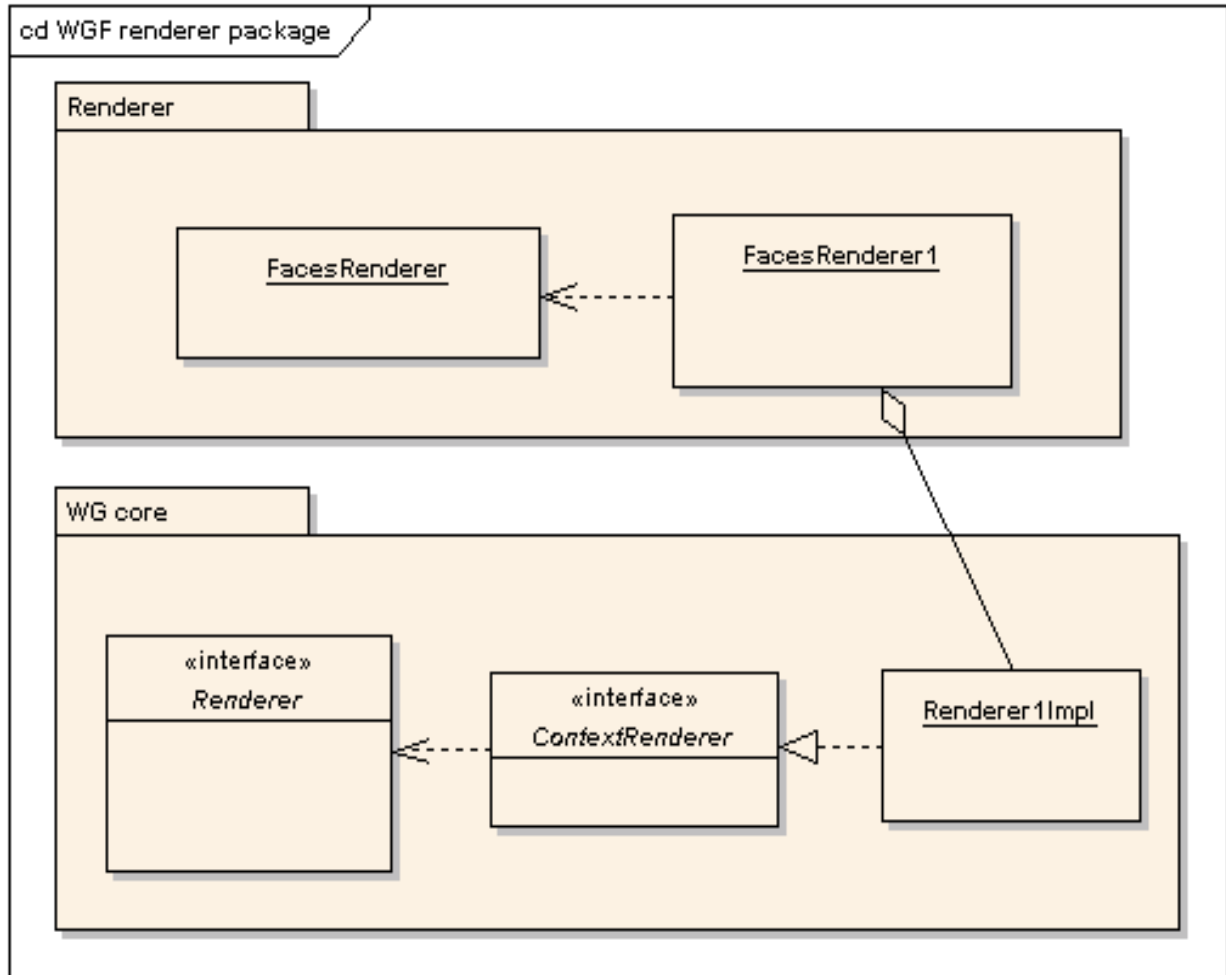 cd WGF renderer package
Renderer
FacesRenderer
FacesRenderer1
WG core
«interface»
Renderer
«interface»
ContextRenderer
Renderer1Impl